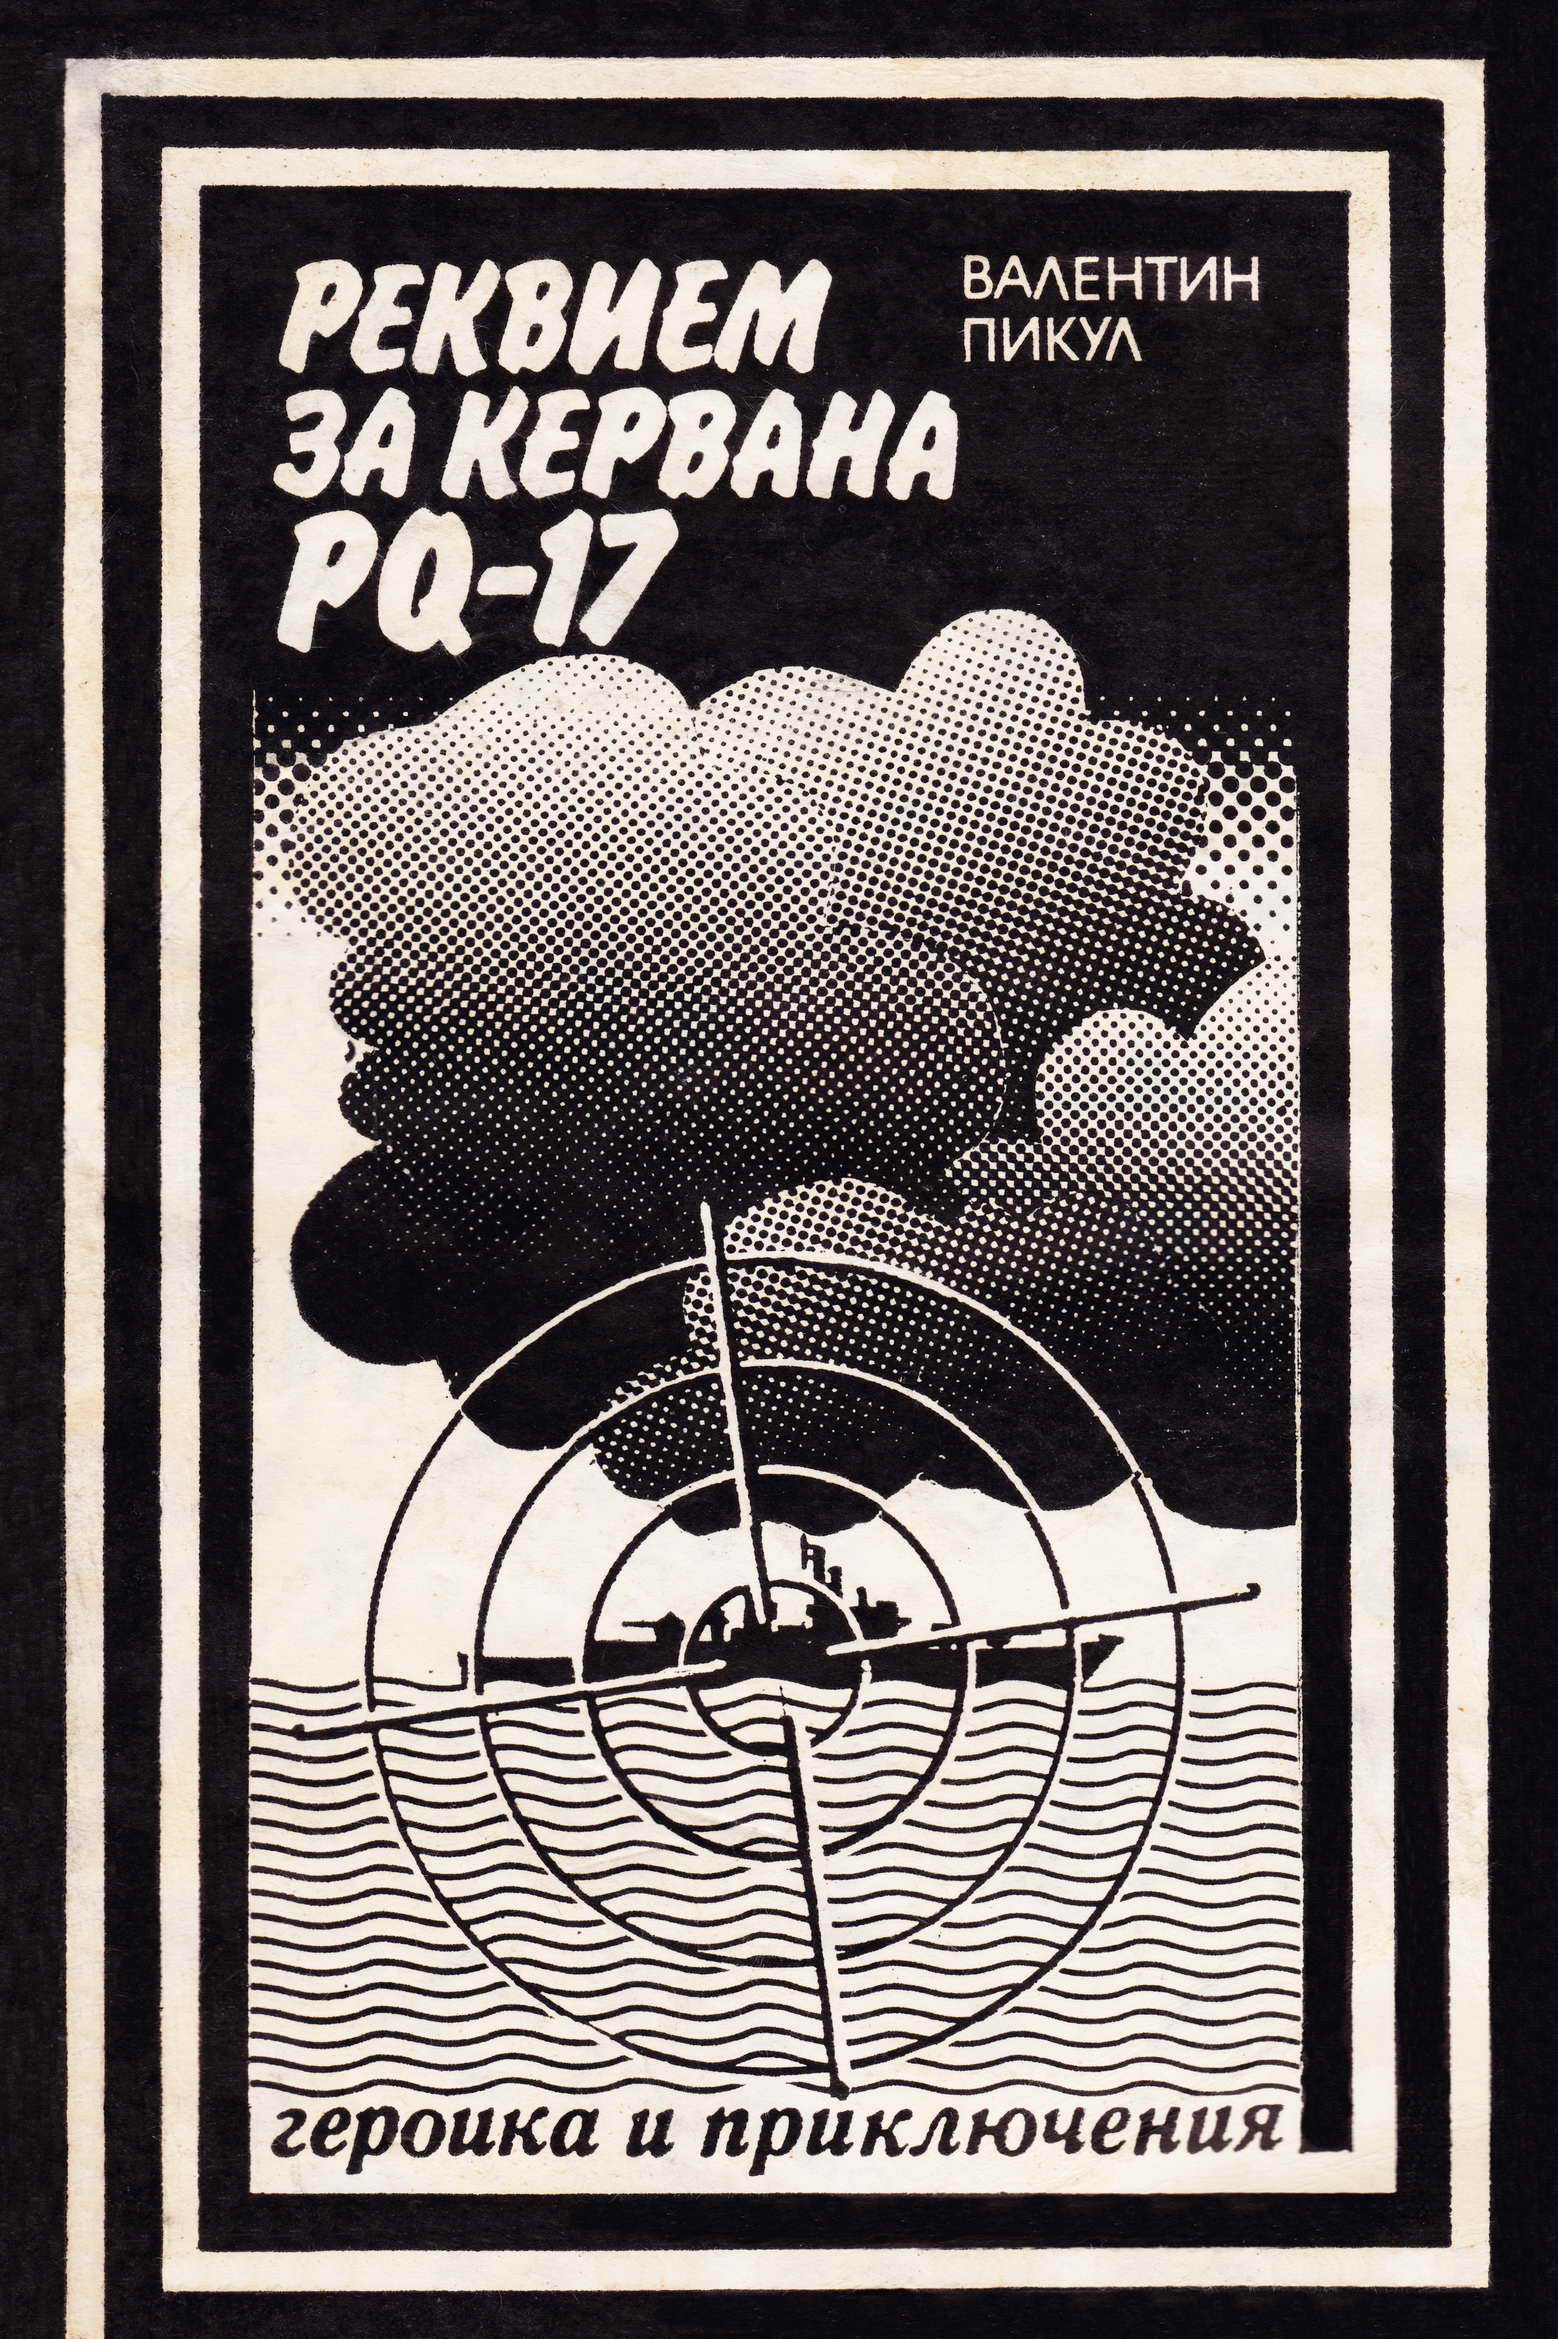 РЕКВИЕМ
ЗА КЕРВАНА
PQ-17
ВАЛЕНТИН
ПИКУЛ
героика и приключения